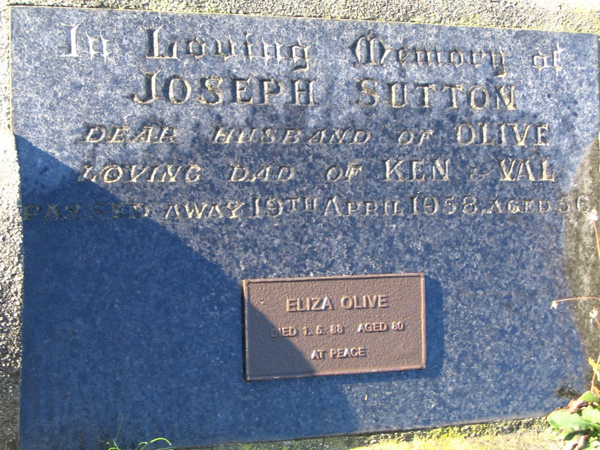 In Loving Memory of
JOSEPH SUTTON
DEAR HUSBAND OF OLIVE
LOVING DAD OF KEN & VAL
PASSED AWAY 19TH APRIL 1958, AGED 56
ELIZA OLIVE
DIED 1. 5. 88 AGED 80
AT PEACE